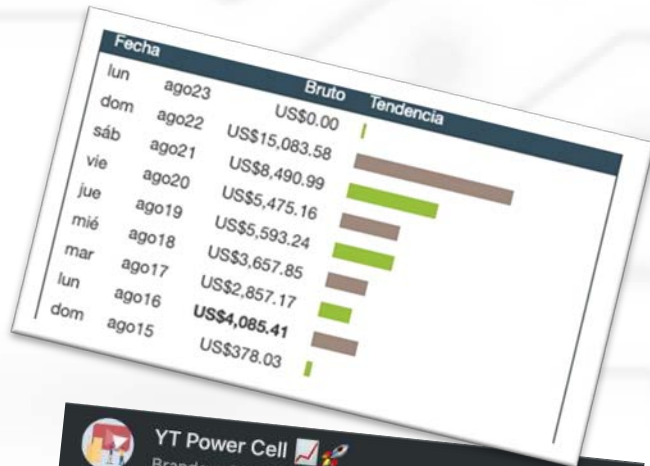 Fecha Bruto Tendencia
lun ago23 US$0.00
dom ago22 US$15,083.58
sáb ago21 US$8,490.99
vie ago20 US$5,475.16
jue ago19 US$5,593.24
mié ago18 US$3,657.85
mar ago17 US$2,857.17
lun ago16 US$4,085.41
dom ago15 US$378.03
YT Power Cell 📈🚀